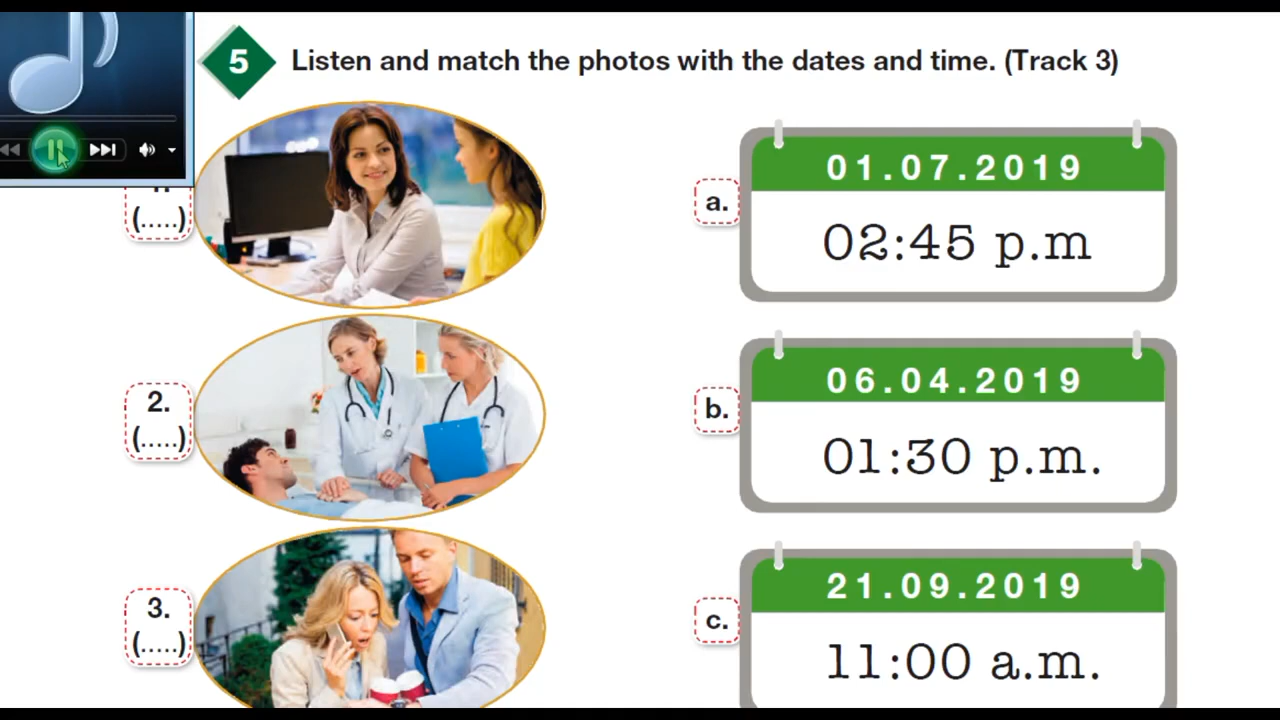 5 Listen and match the photos with the dates and time. (Track 3)
(.....)
a.
01.07.2019
02:45 p.m
2.
(.....)
b.
06.04.2019
01:30 p.m.
3.
(.....)
c.
21.09.2019
11:00 a.m.